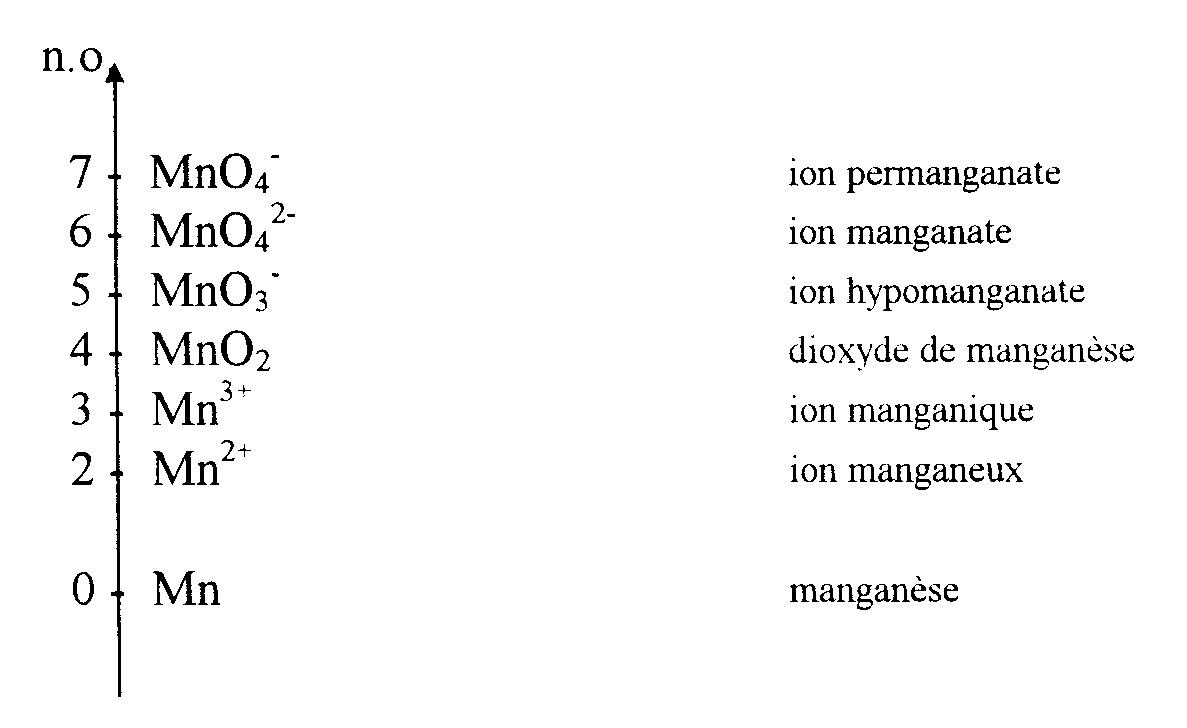 n.o
7 MnO₄⁻ ion permanganate
6 MnO₄²⁻ ion manganate
5 MnO₃⁻ ion hypomanganate
4 MnO₂ dioxyde de manganèse
3 Mn³⁺ ion manganique
2 Mn²⁺ ion manganeux
0 Mn manganèse